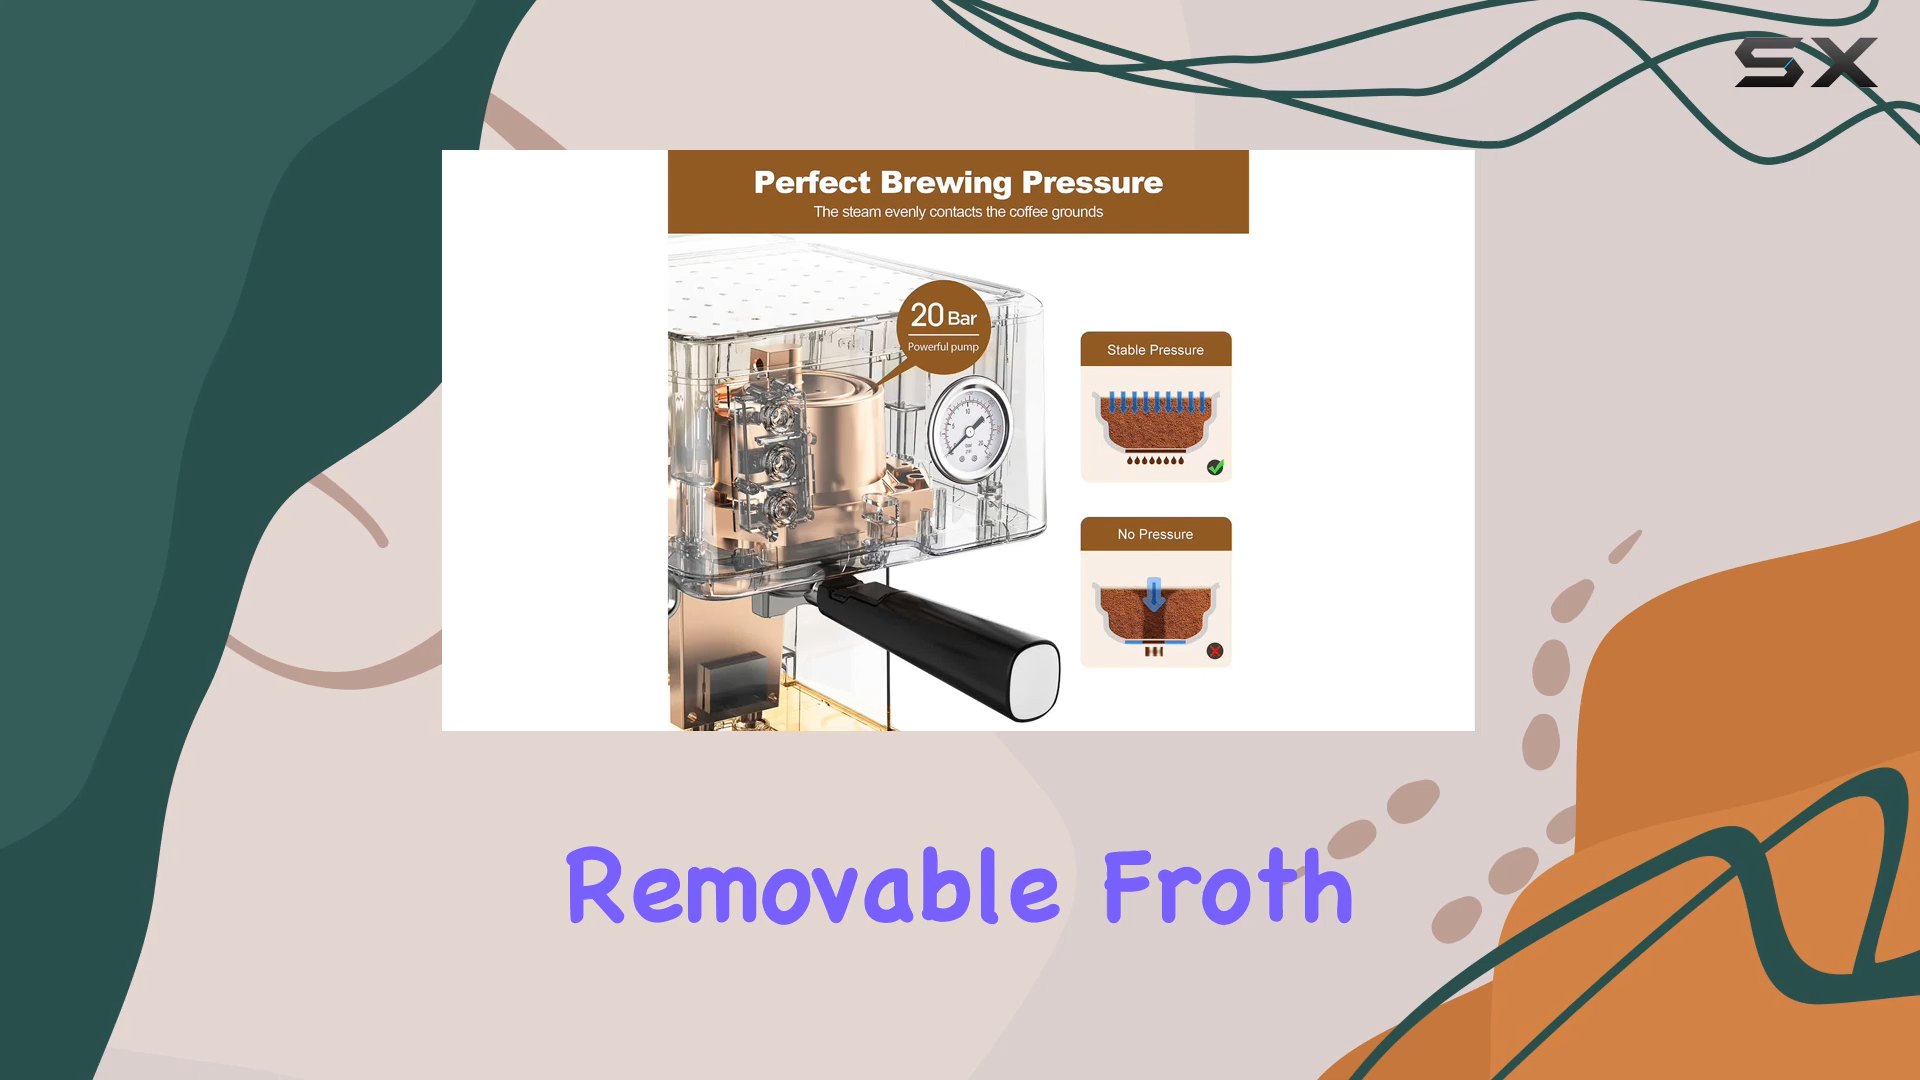 SX
Perfect Brewing Pressure
The steam evenly contacts the coffee grounds
20 Bar
Powerful pump
Stable Pressure
No Pressure
Removable Froth